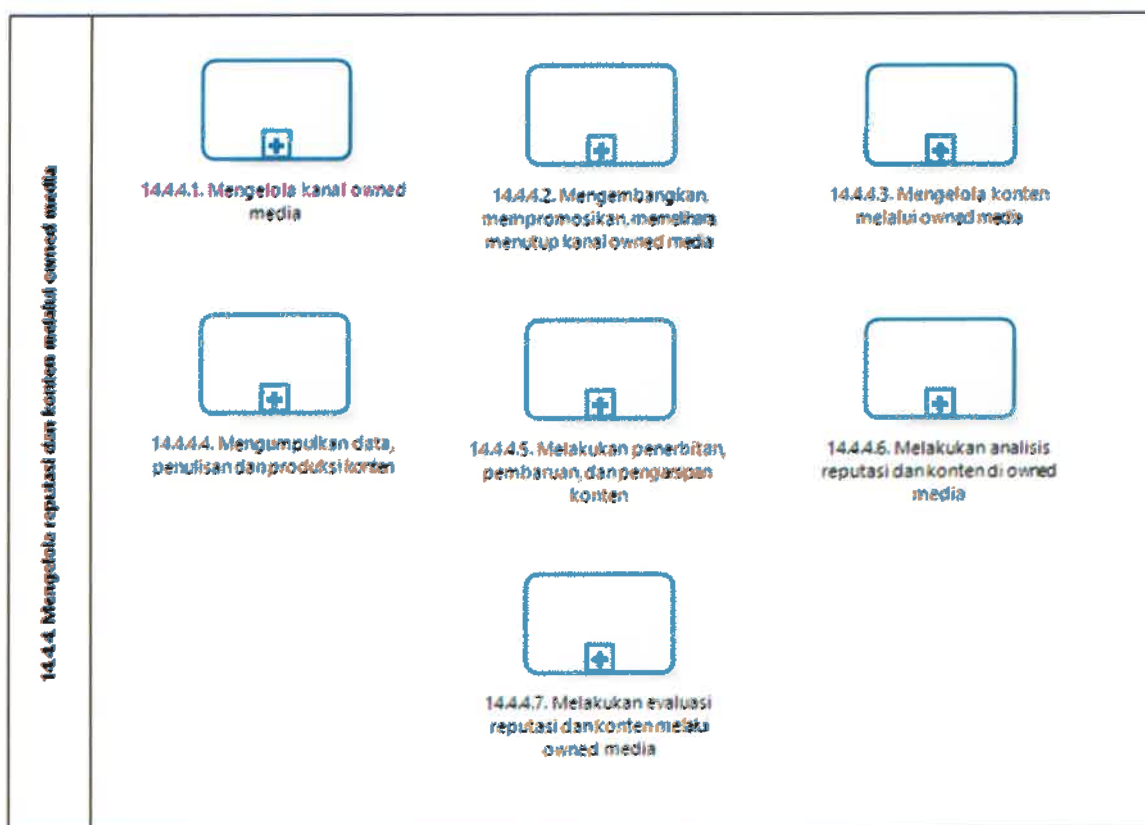 14.4.4. Mengelola reputasi dan konten melalui owned media
14.4.4.1. Mengelola kanal owned
media
14.4.4.2. Mengembangkan,
mempromosikan, memelihara
menutup kanal owned media
14.4.4.3. Mengelola konten
melalui owned media
14.4.4.4. Mengumpulkan data,
penulisan dan produksi konten
14.4.4.5. Melakukan penerbitan,
pembaruan, dan pengarsipan
konten
14.4.4.6. Melakukan analisis
reputasi dan konten di owned
media
14.4.4.7. Melakukan evaluasi
reputasi dan konten melalui
owned media